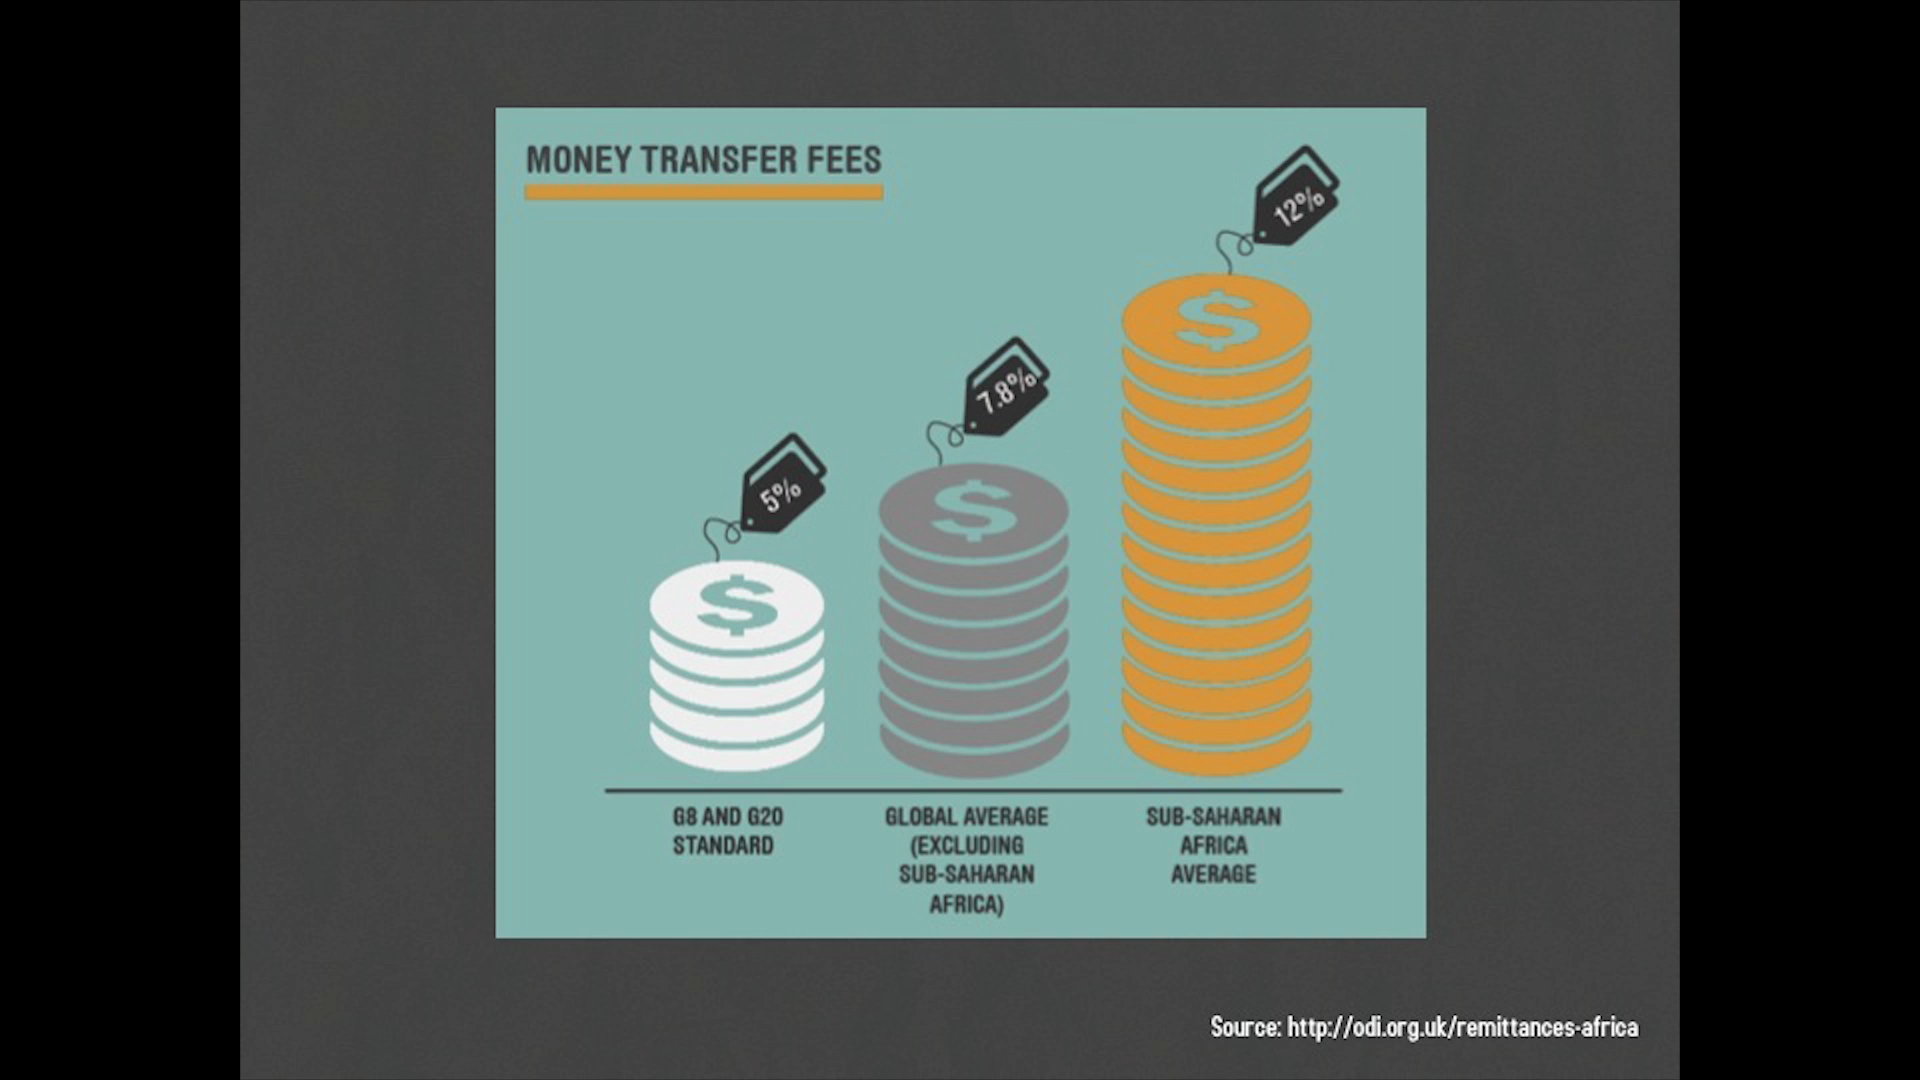 MONEY TRANSFER FEES
12%
7.8%
5%
$
$
$
G8 AND G20
STANDARD
GLOBAL AVERAGE
(EXCLUDING
SUB-SAHARAN
AFRICA)
SUB-SAHARAN
AFRICA
AVERAGE
Source: http://odi.org.uk/remittances-africa